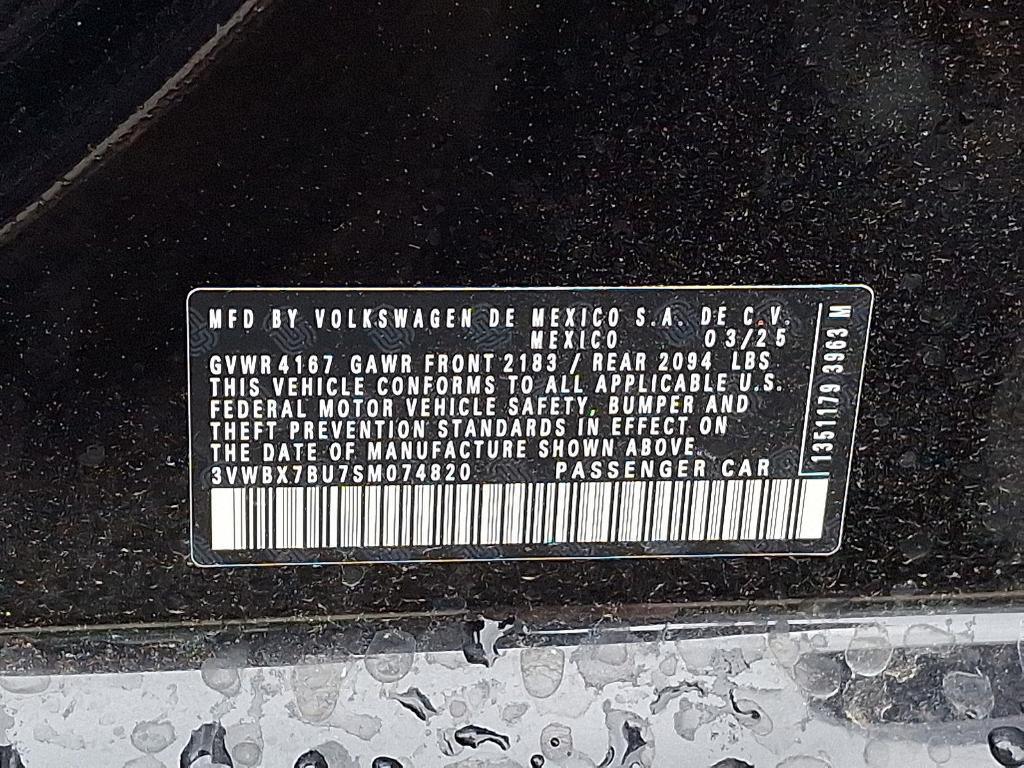 MFD BY VOLKSWAGEN DE MEXICO S.A. DE C.V.
MEXICO 03/25
GVWR 4167 GAWR FRONT 2183 / REAR 2094 LBS
THIS VEHICLE CONFORMS TO ALL APPLICABLE U.S.
FEDERAL MOTOR VEHICLE SAFETY, BUMPER AND
THEFT PREVENTION STANDARDS IN EFFECT ON
THE DATE OF MANUFACTURE SHOWN ABOVE.
3VWBX7BU7SM074820 PASSENGER CAR
1351179 3963 M